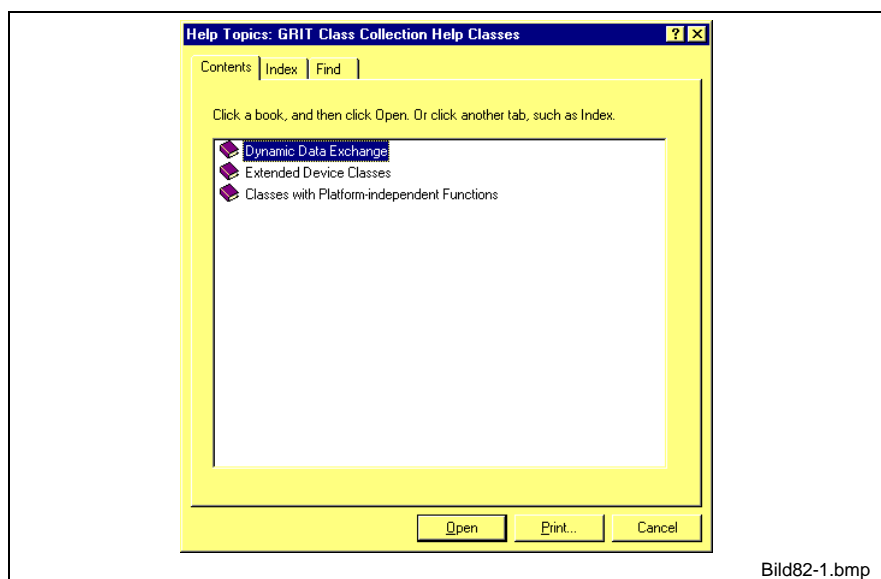 Help Topics: GRIT Class Collection Help Classes
Contents Index Find
Click a book, and then click Open. Or click another tab, such as Index.
Dynamic Data Exchange
Extended Device Classes
Classes with Platform-independent Functions
Open Print... Cancel
Bild82-1.bmp